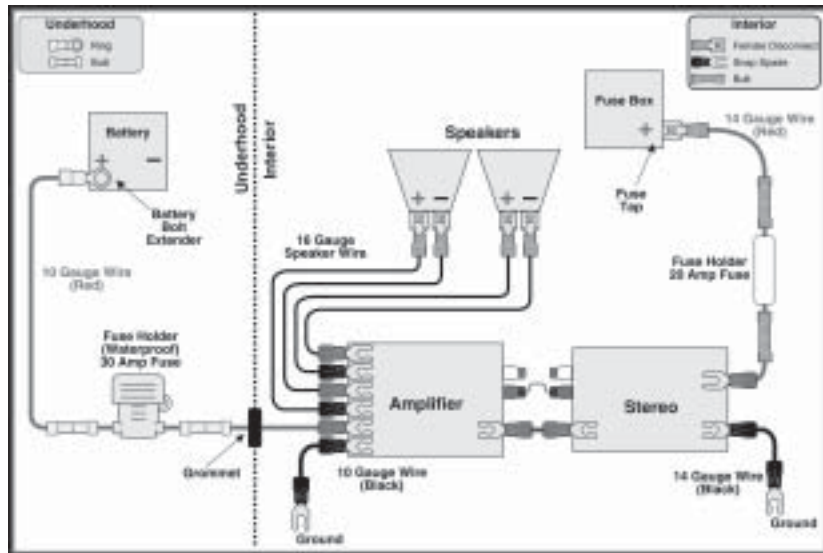 Underhood
Ring
Butt
Interior
Female Disconnect
Snap Spade
Butt
Battery
+ −
Battery
Bolt
Extender
10 Gauge Wire
(Red)
Fuse Holder
(Waterproof)
30 Amp Fuse
Grommet
Underhood
Interior
Speakers
+ −
+ −
16 Gauge
Speaker Wire
Fuse Box
+
Fuse
Tap
14 Gauge Wire
(Red)
Fuse Holder
20 Amp Fuse
Amplifier
Stereo
10 Gauge Wire
(Black)
Ground
14 Gauge Wire
(Black)
Ground